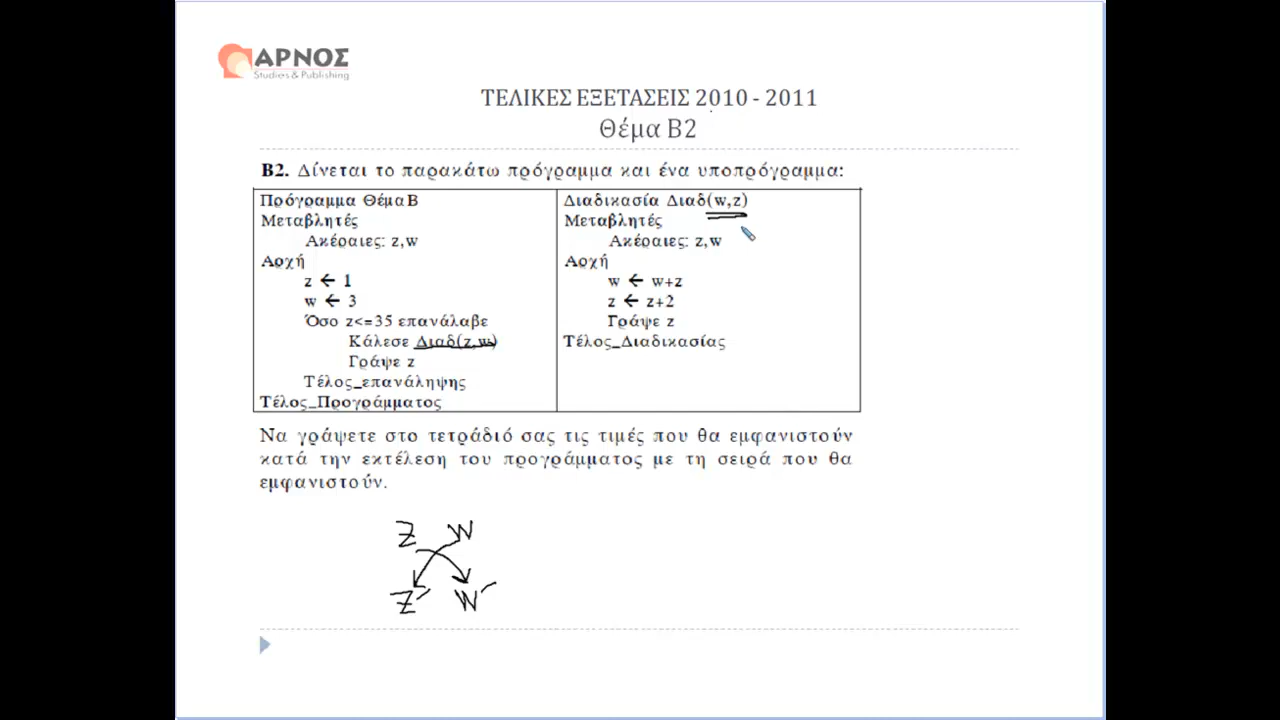 ΑΡΝΟΣ
Studies & Publishing
ΤΕΛΙΚΕΣ ΕΞΕΤΑΣΕΙΣ 2010 - 2011
Θέμα Β2
Β2. Δίνεται το παρακάτω πρόγραμμα και ένα υποπρόγραμμα:
Πρόγραμμα ΘέμαΒ
Μεταβλητές
Ακέραιες: z,w
Αρχή
z ← 1
w ← 3
Όσο z<=35 επανάλαβε
Κάλεσε Διαδ(z,w)
Γράψε z
Τέλος_επανάληψης
Τέλος_Προγράμματος
Διαδικασία Διαδ(w,z)
Μεταβλητές
Ακέραιες: z,w
Αρχή
w ← w+z
z ← z+2
Γράψε z
Τέλος_Διαδικασίας
Να γράψετε στο τετράδιό σας τις τιμές που θα εμφανιστούν
κατά την εκτέλεση του προγράμματος με τη σειρά που θα
εμφανιστούν.
Z W
Z' W'